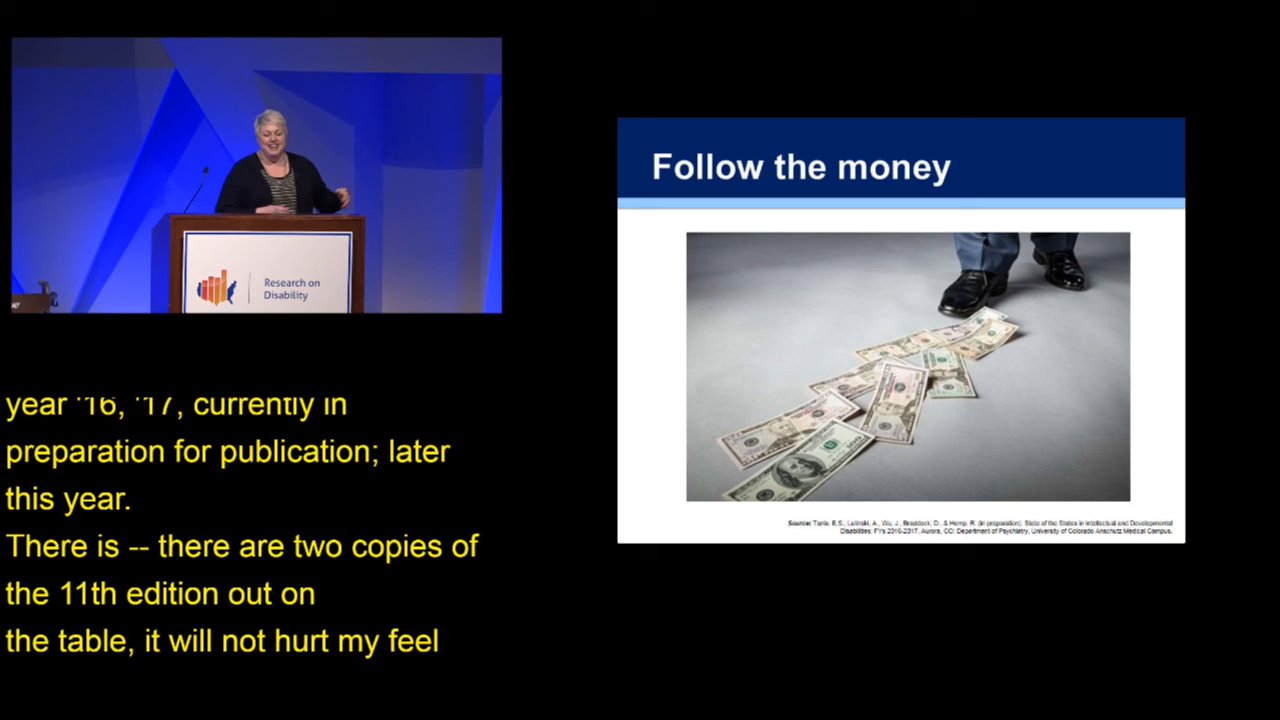 Research on
Disability
year '16, '17, currently in
preparation for publication; later
this year.
There is -- there are two copies of
the 11th edition out on
the table, it will not hurt my feel
Follow the money
Source: Tanis, E.S., Lulinski, A., Wu, J., Braddock, D., & Hemp, R. (in preparation). State of the States in Intellectual and Developmental
Disabilities: FYs 2016-2017. Aurora, CO: Department of Psychiatry, University of Colorado Anschutz Medical Campus.